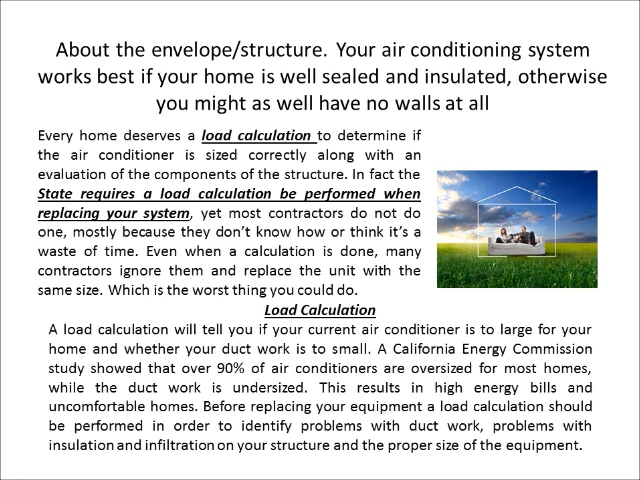 About the envelope/structure. Your air conditioning system
works best if your home is well sealed and insulated, otherwise
you might as well have no walls at all
Every home deserves a load calculation to determine if
the air conditioner is sized correctly along with an
evaluation of the components of the structure. In fact the
State requires a load calculation be performed when
replacing your system, yet most contractors do not do
one, mostly because they don't know how or think it's a
waste of time. Even when a calculation is done, many
contractors ignore them and replace the unit with the
same size. Which is the worst thing you could do.
Load Calculation
A load calculation will tell you if your current air conditioner is to large for your
home and whether your duct work is to small. A California Energy Commission
study showed that over 90% of air conditioners are oversized for most homes,
while the duct work is undersized. This results in high energy bills and
uncomfortable homes. Before replacing your equipment a load calculation should
be performed in order to identify problems with duct work, problems with
insulation and infiltration on your structure and the proper size of the equipment.